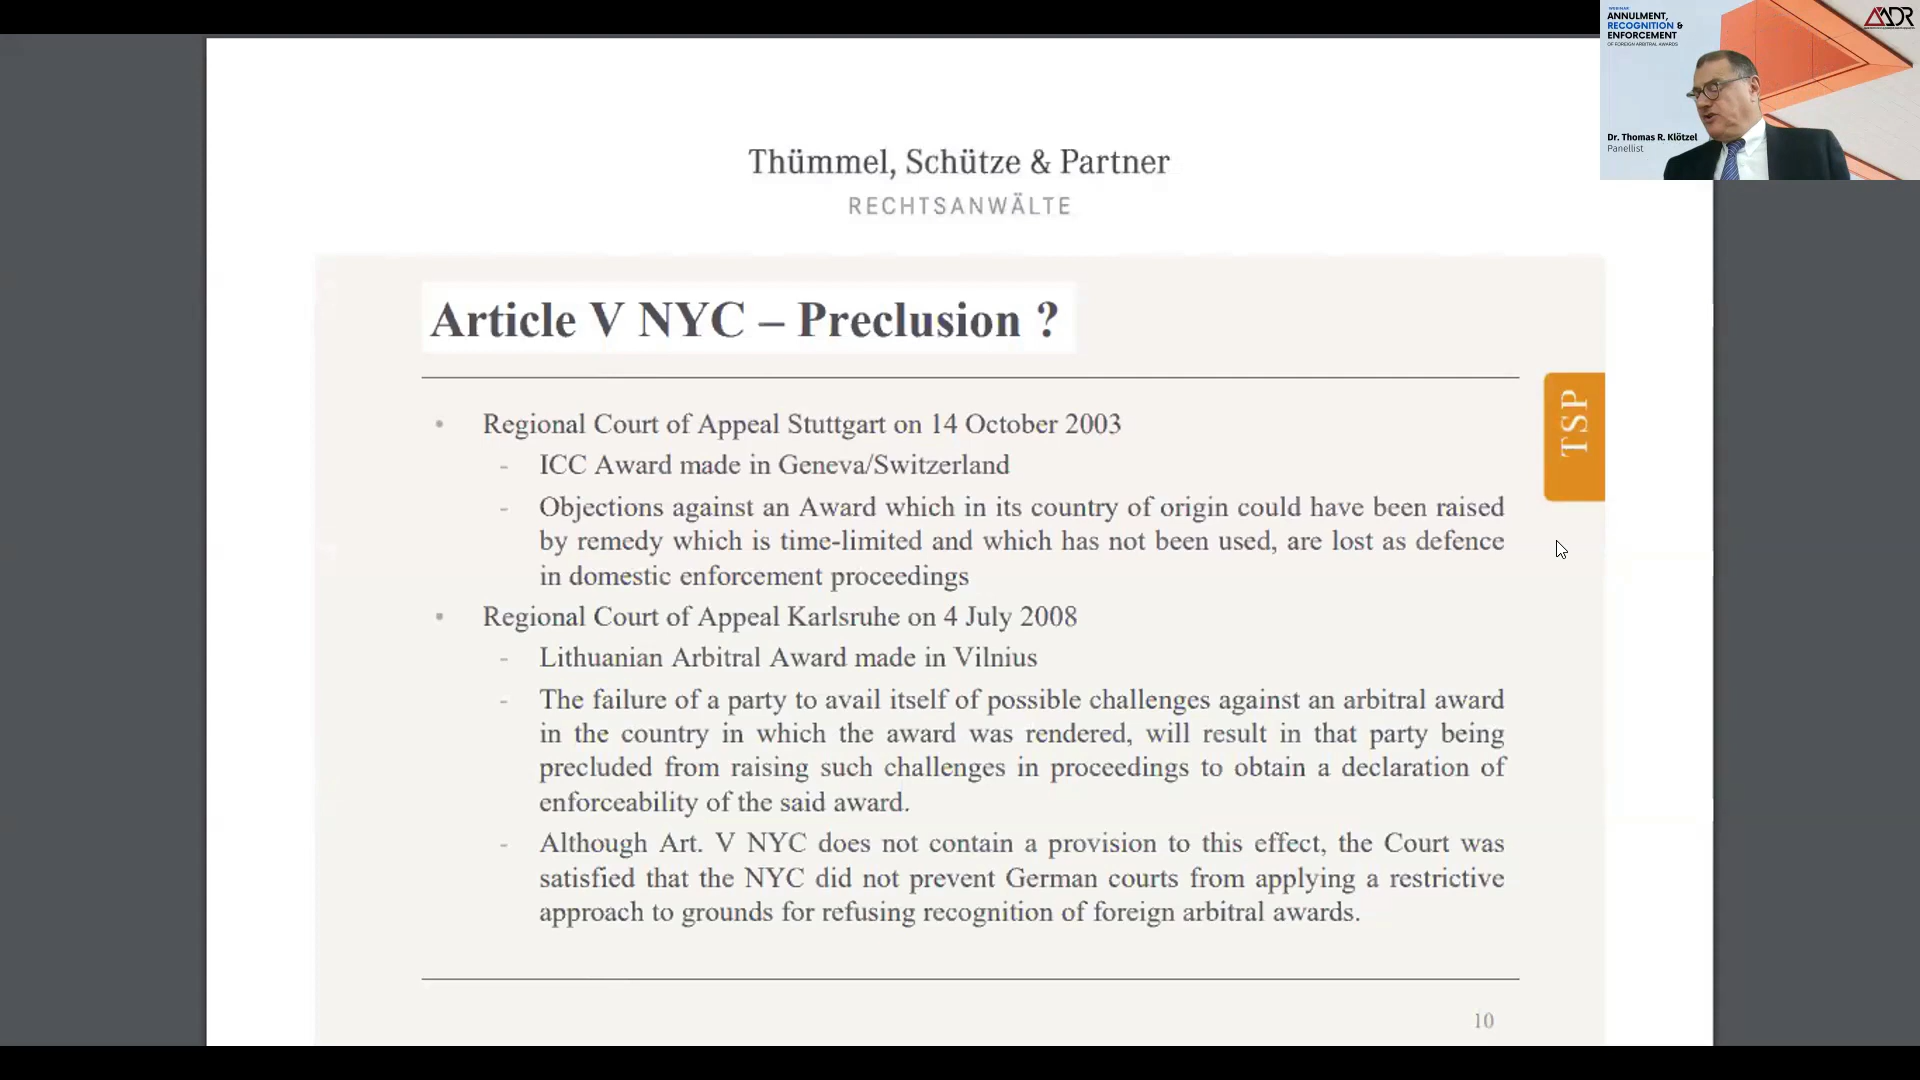 WEBINAR
ANNULMENT,
RECOGNITION &
ENFORCEMENT
OF FOREIGN ARBITRAL AWARDS
Dr. Thomas R. Klötzel
Panellist
Thümmel, Schütze & Partner
RECHTSANWÄLTE
Article V NYC – Preclusion ?
TSP
• Regional Court of Appeal Stuttgart on 14 October 2003
- ICC Award made in Geneva/Switzerland
- Objections against an Award which in its country of origin could have been raised
by remedy which is time-limited and which has not been used, are lost as defence
in domestic enforcement proceedings
• Regional Court of Appeal Karlsruhe on 4 July 2008
- Lithuanian Arbitral Award made in Vilnius
- The failure of a party to avail itself of possible challenges against an arbitral award
in the country in which the award was rendered, will result in that party being
precluded from raising such challenges in proceedings to obtain a declaration of
enforceability of the said award.
- Although Art. V NYC does not contain a provision to this effect, the Court was
satisfied that the NYC did not prevent German courts from applying a restrictive
approach to grounds for refusing recognition of foreign arbitral awards.
10